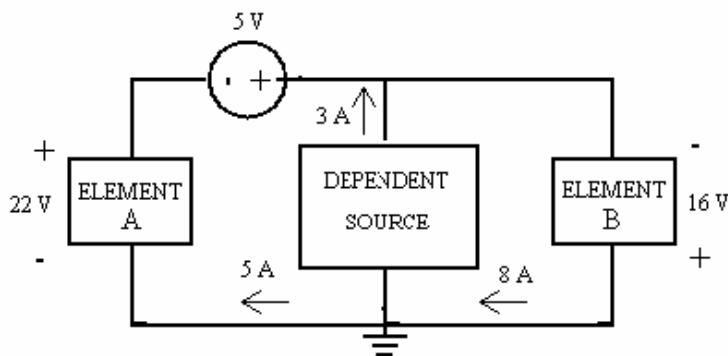 5 V
- +
3 A
+
22 V
-
ELEMENT
A
DEPENDENT
SOURCE
ELEMENT
B
-
16 V
+
5 A
8 A